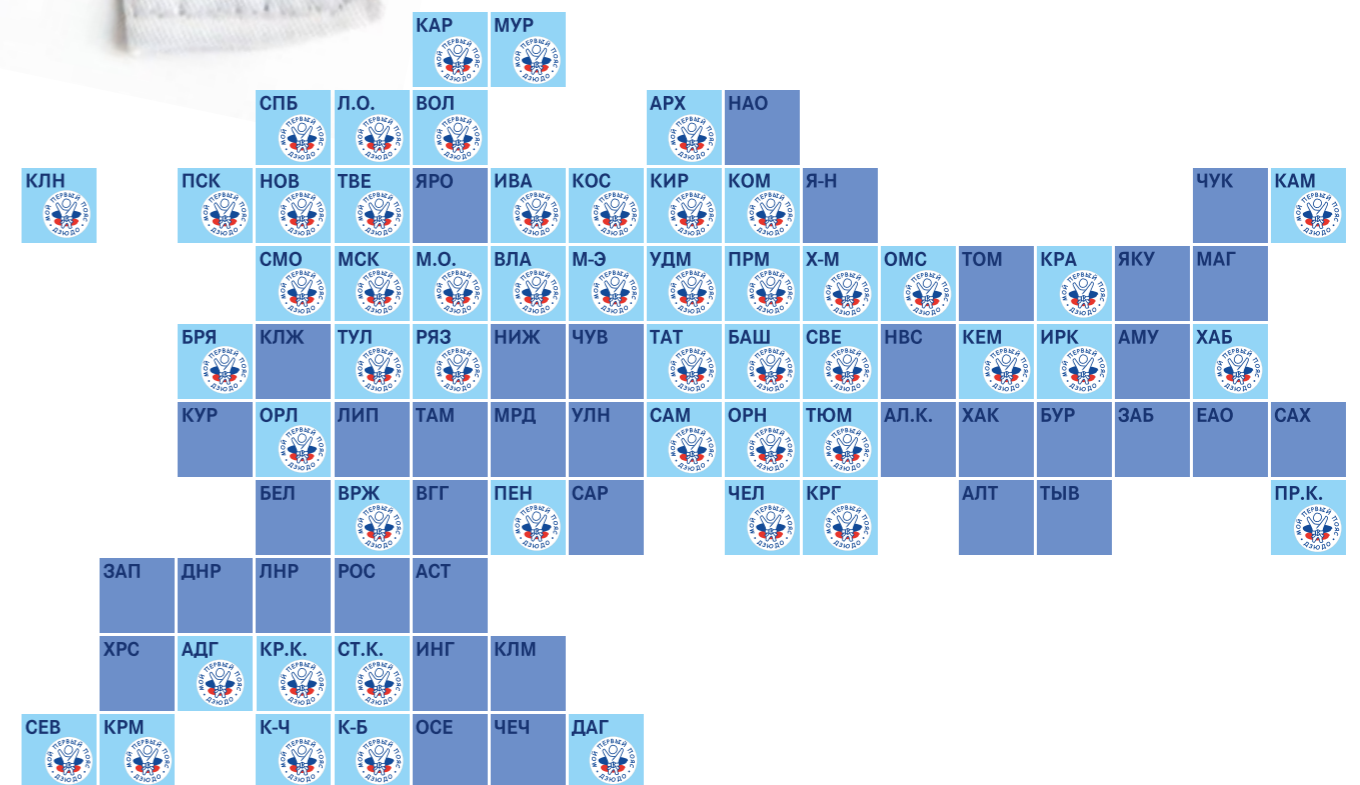 КАР МУР
СПБ Л.О. ВОЛ АРХ НАО
КЛН ПСК НОВ ТВЕ ЯРО ИВА КОС КИР КОМ Я-Н ЧУК КАМ
СМО МСК М.О. ВЛА М-Э УДМ ПРМ Х-М ОМС ТОМ КРА ЯКУ МАГ
БРЯ КЛЖ ТУЛ РЯЗ НИЖ ЧУВ ТАТ БАШ СВЕ НВС КЕМ ИРК АМУ ХАБ
КУР ОРЛ ЛИП ТАМ МРД УЛН САМ ОРН ТЮМ АЛ.К. ХАК БУР ЗАБ ЕАО САХ
БЕЛ ВРЖ ВГГ ПЕН САР ЧЕЛ КРГ АЛТ ТЫВ ПР.К.
ЗАП ДНР ЛНР РОС АСТ
ХРС АДГ КР.К. СТ.К. ИНГ КЛМ
СЕВ КРМ К-Ч К-Б ОСЕ ЧЕЧ ДАГ
МОЙ ПЕРВЫЙ ПОЯС • ДЗЮДО •